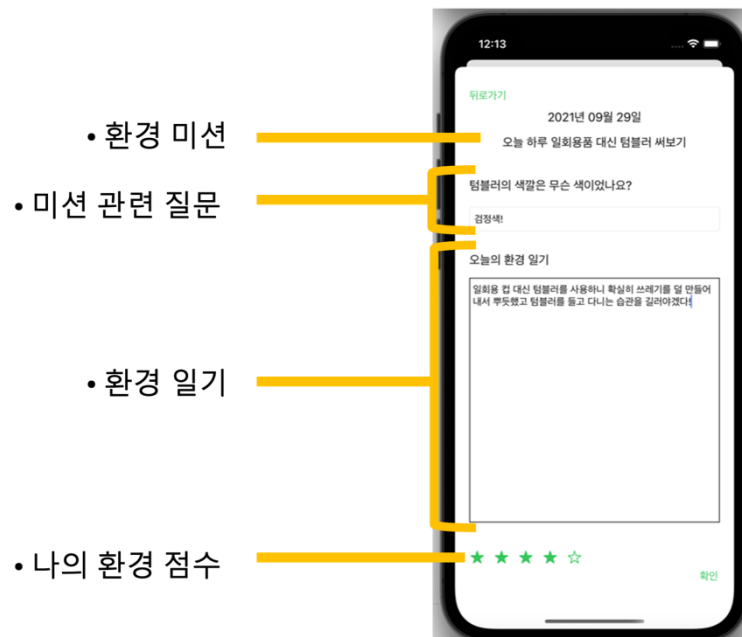 12:13
뒤로가기
2021년 09월 29일
• 환경 미션
오늘 하루 일회용품 대신 텀블러 써보기
• 미션 관련 질문
텀블러의 색깔은 무슨 색이었나요?
검정색!
오늘의 환경 일기
일회용 컵 대신 텀블러를 사용하니 확실히 쓰레기를 덜 만들어
내서 뿌듯했고 텀블러를 들고 다니는 습관을 길러야겠다!
• 환경 일기
• 나의 환경 점수
확인